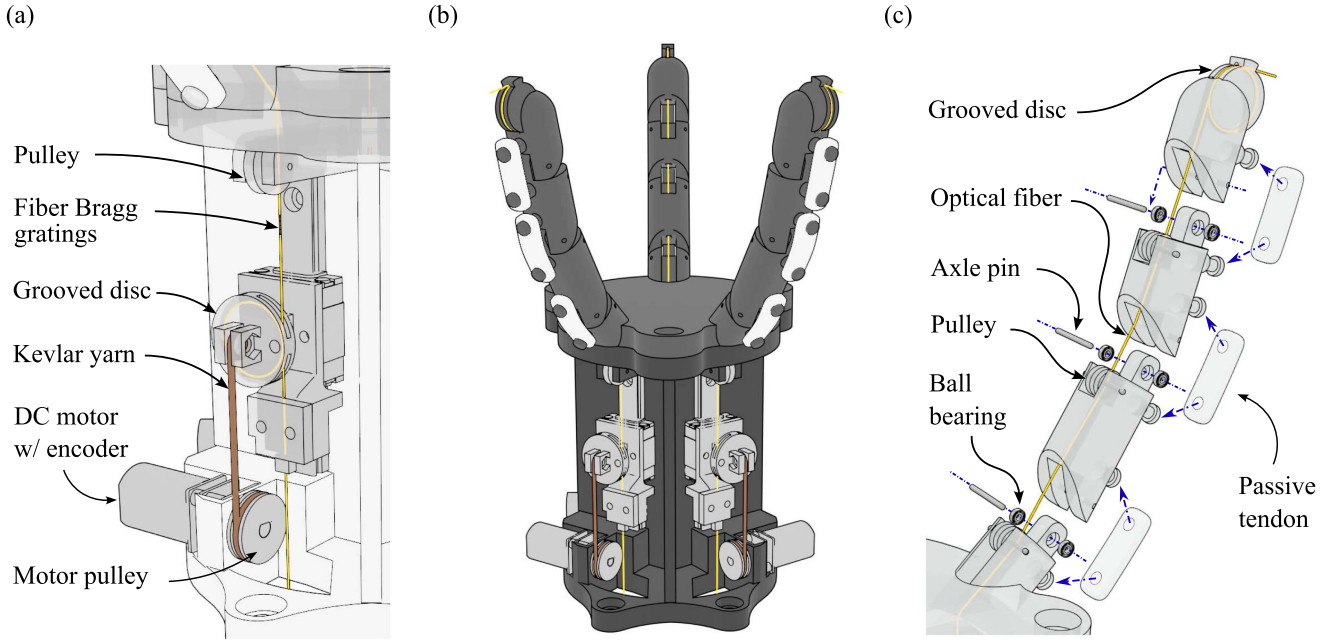 (a)
Pulley
Fiber Bragg
gratings
Grooved disc
Kevlar yarn
DC motor
w/ encoder
Motor pulley
(b)
(c)
Grooved disc
Optical fiber
Axle pin
Pulley
Ball
bearing
Passive
tendon